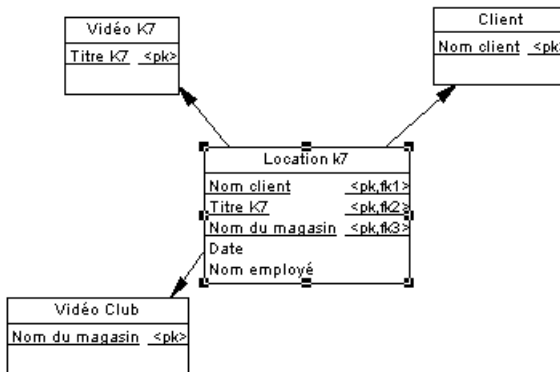 Vidéo K7
Titre K7 <pk>
Client
Nom client <pk>
Location k7
Nom client <pk,fk1>
Titre K7 <pk,fk2>
Nom du magasin <pk,fk3>
Date
Nom employé
Vidéo Club
Nom du magasin <pk>